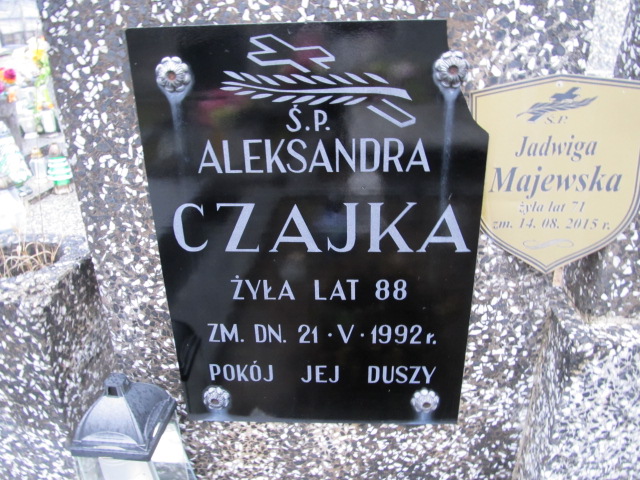 Ś.P.
ALEKSANDRA
CZAJKA
ŻYŁA LAT 88
ZM. DN. 21·V·1992 r.
POKÓJ JEJ DUSZY
Ś.P.
Jadwiga
Majewska
żyła lat 71
zm. 14. 08. 2015 r.